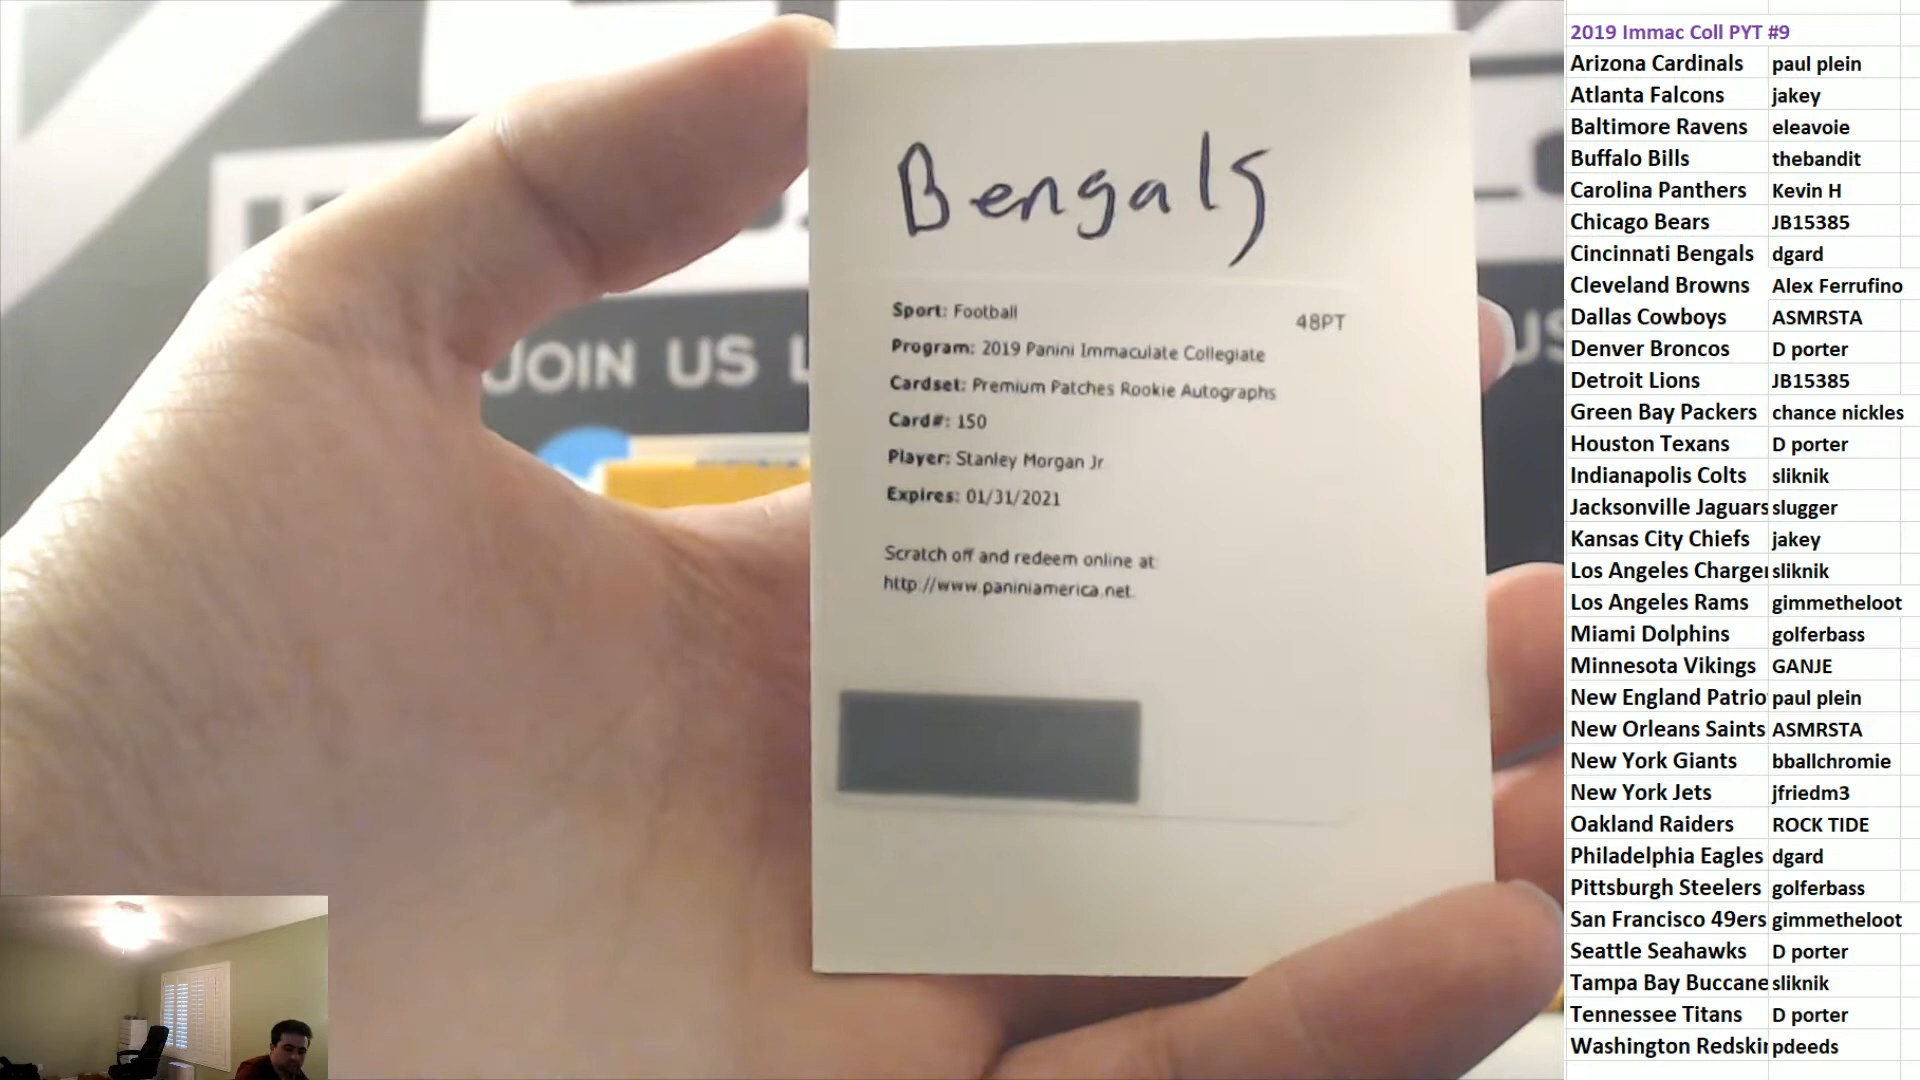 JOIN US L
US
Bengals
Sport: Football
48PT
Program: 2019 Panini Immaculate Collegiate
Cardset: Premium Patches Rookie Autographs
Card#: 150
Player: Stanley Morgan Jr
Expires: 01/31/2021
Scratch off and redeem online at:
http://www.paniniamerica.net.
2019 Immac Coll PYT #9
Arizona Cardinals paul plein
Atlanta Falcons jakey
Baltimore Ravens eleavoie
Buffalo Bills thebandit
Carolina Panthers Kevin H
Chicago Bears JB15385
Cincinnati Bengals dgard
Cleveland Browns Alex Ferrufino
Dallas Cowboys ASMRSTA
Denver Broncos D porter
Detroit Lions JB15385
Green Bay Packers chance nickles
Houston Texans D porter
Indianapolis Colts sliknik
Jacksonville Jaguars slugger
Kansas City Chiefs jakey
Los Angeles Charger sliknik
Los Angeles Rams gimmetheloot
Miami Dolphins golferbass
Minnesota Vikings GANJE
New England Patrio paul plein
New Orleans Saints ASMRSTA
New York Giants bballchromie
New York Jets jfriedm3
Oakland Raiders ROCK TIDE
Philadelphia Eagles dgard
Pittsburgh Steelers golferbass
San Francisco 49ers gimmetheloot
Seattle Seahawks D porter
Tampa Bay Buccane sliknik
Tennessee Titans D porter
Washington Redski pdeeds